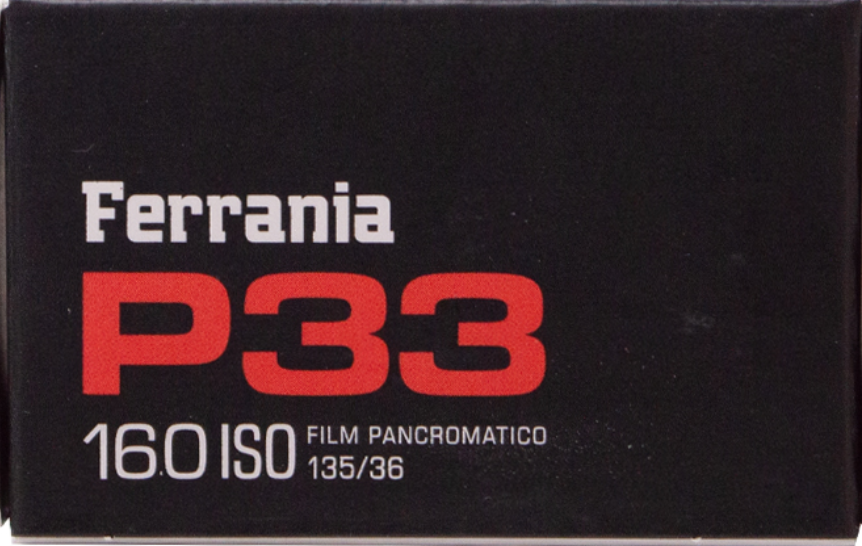 Ferrania
P33
160 ISO FILM PANCROMATICO
135/36